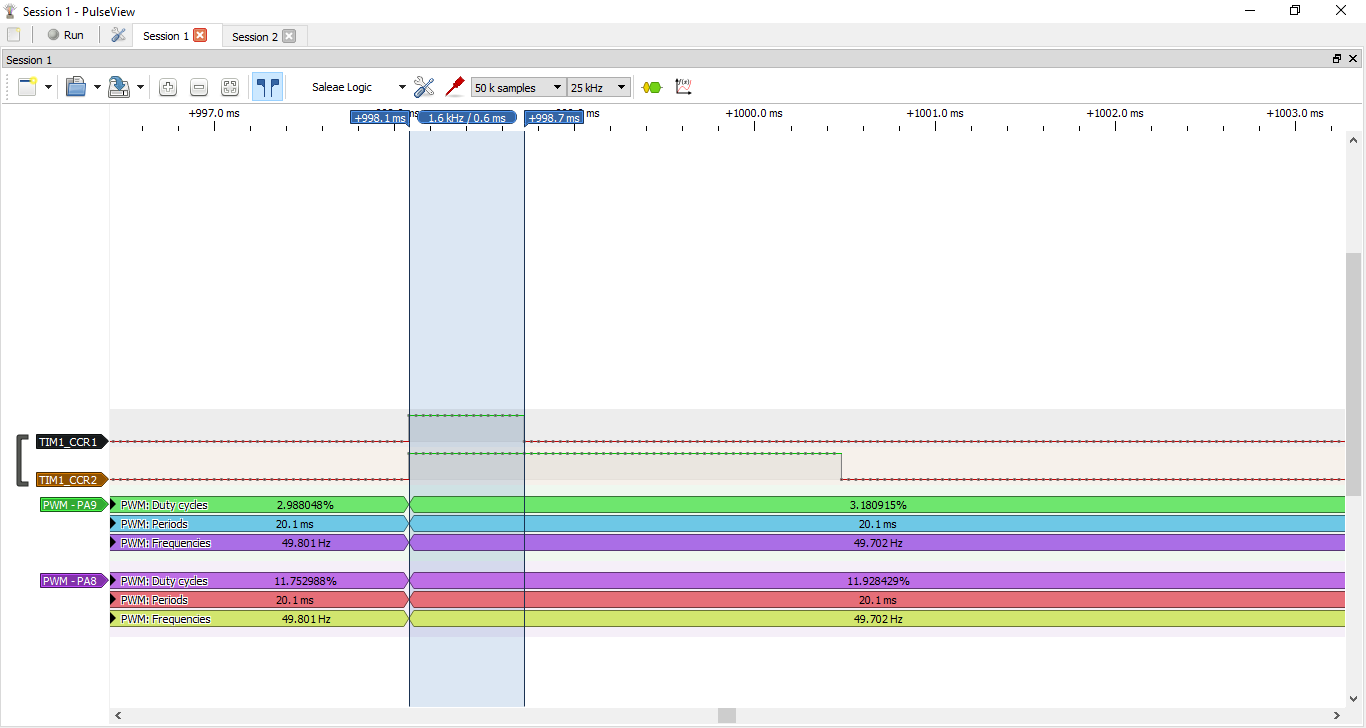 Session 1 - PulseView
Run
Session 1
Session 2
Session 1
Saleae Logic
50 k samples
25 kHz
+997.0 ms
+998.1 ms
1.6 kHz / 0.6 ms
+998.7 ms
ms
+1000.0 ms
+1001.0 ms
+1002.0 ms
+1003.0 ms
TIM1_CCR1
TIM1_CCR2
PWM - PA9
PWM: Duty cycles
2.988048%
3.180915%
PWM: Periods
20.1 ms
20.1 ms
PWM: Frequencies
49.801 Hz
49.702 Hz
PWM - PA8
PWM: Duty cycles
11.752988%
11.928429%
PWM: Periods
20.1 ms
20.1 ms
PWM: Frequencies
49.801 Hz
49.702 Hz